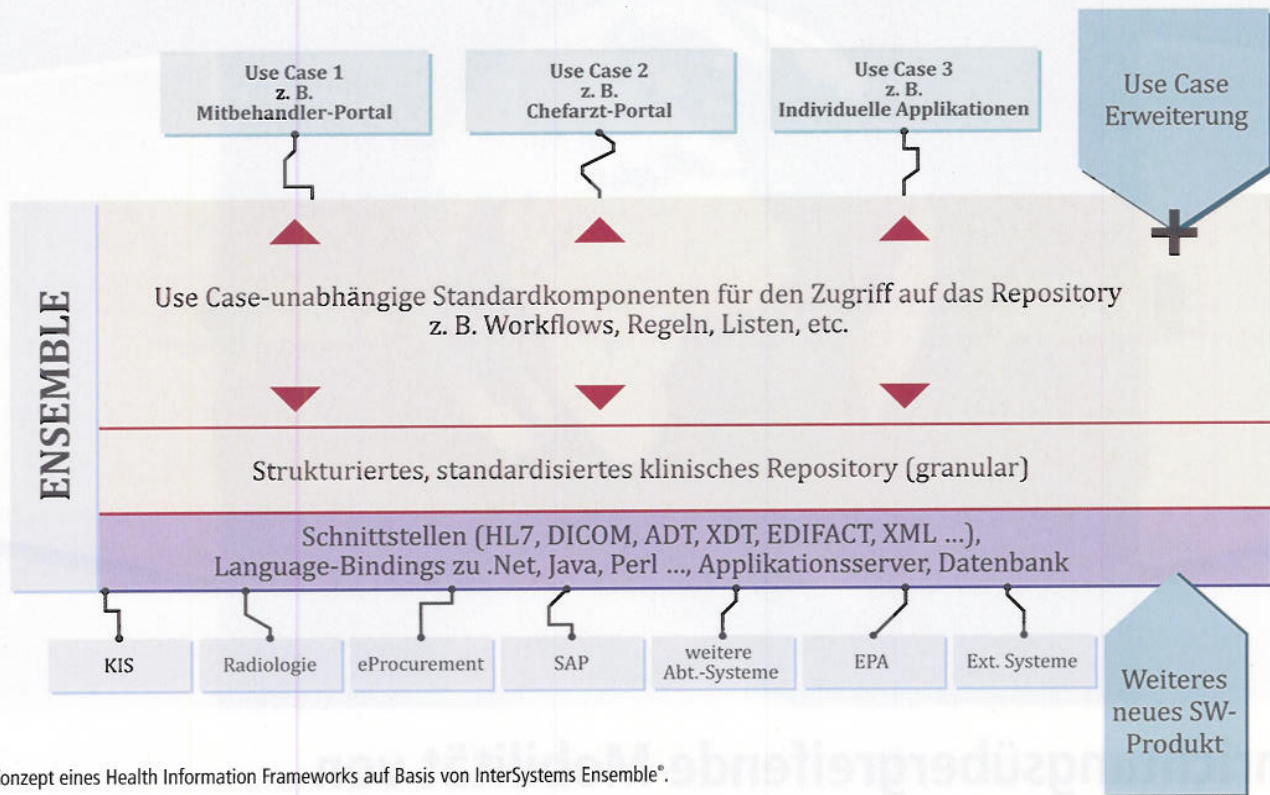 Use Case 1
z. B.
Mitbehandler-Portal
Use Case 2
z. B.
Chefarzt-Portal
Use Case 3
z. B.
Individuelle Applikationen
Use Case
Erweiterung
+
ENSEMBLE
Use Case-unabhängige Standardkomponenten für den Zugriff auf das Repository
z. B. Workflows, Regeln, Listen, etc.
Strukturiertes, standardisiertes klinisches Repository (granular)
Schnittstellen (HL7, DICOM, ADT, XDT, EDIFACT, XML ...),
Language-Bindings zu .Net, Java, Perl ..., Applikationsserver, Datenbank
KIS
Radiologie
eProcurement
SAP
weitere
Abt.-Systeme
EPA
Ext. Systeme
Weiteres
neues SW-
Produkt
onzept eines Health Information Frameworks auf Basis von InterSystems Ensemble®.